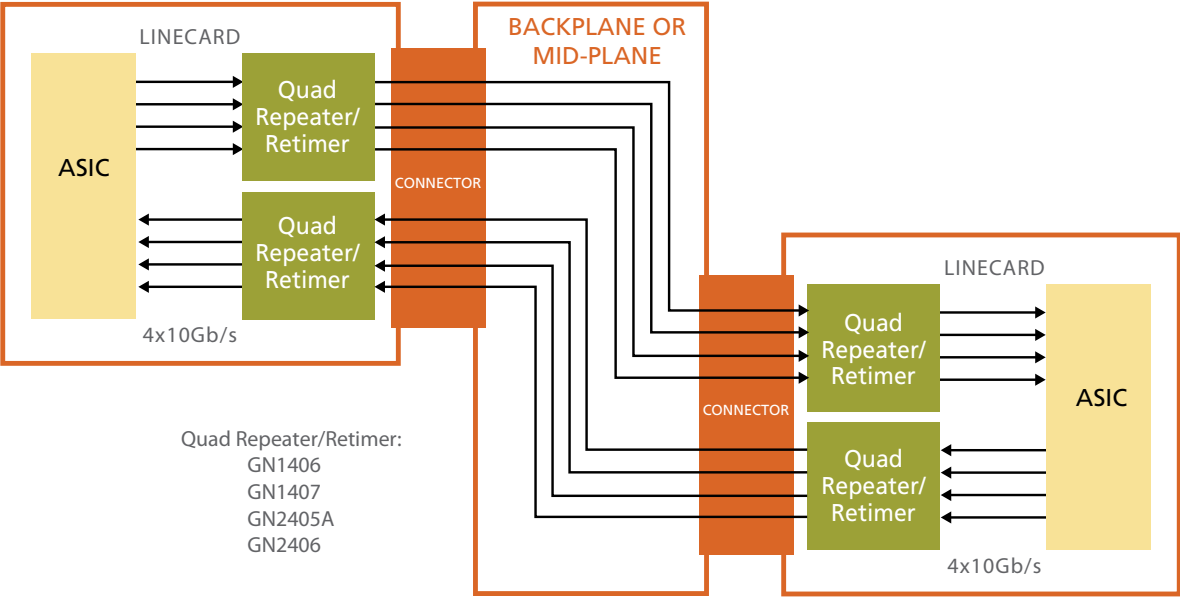 LINECARD
ASIC
Quad
Repeater/
Retimer
Quad
Repeater/
Retimer
4x10Gb/s
CONNECTOR
BACKPLANE OR
MID-PLANE
CONNECTOR
LINECARD
Quad
Repeater/
Retimer
Quad
Repeater/
Retimer
ASIC
4x10Gb/s
Quad Repeater/Retimer:
GN1406
GN1407
GN2405A
GN2406